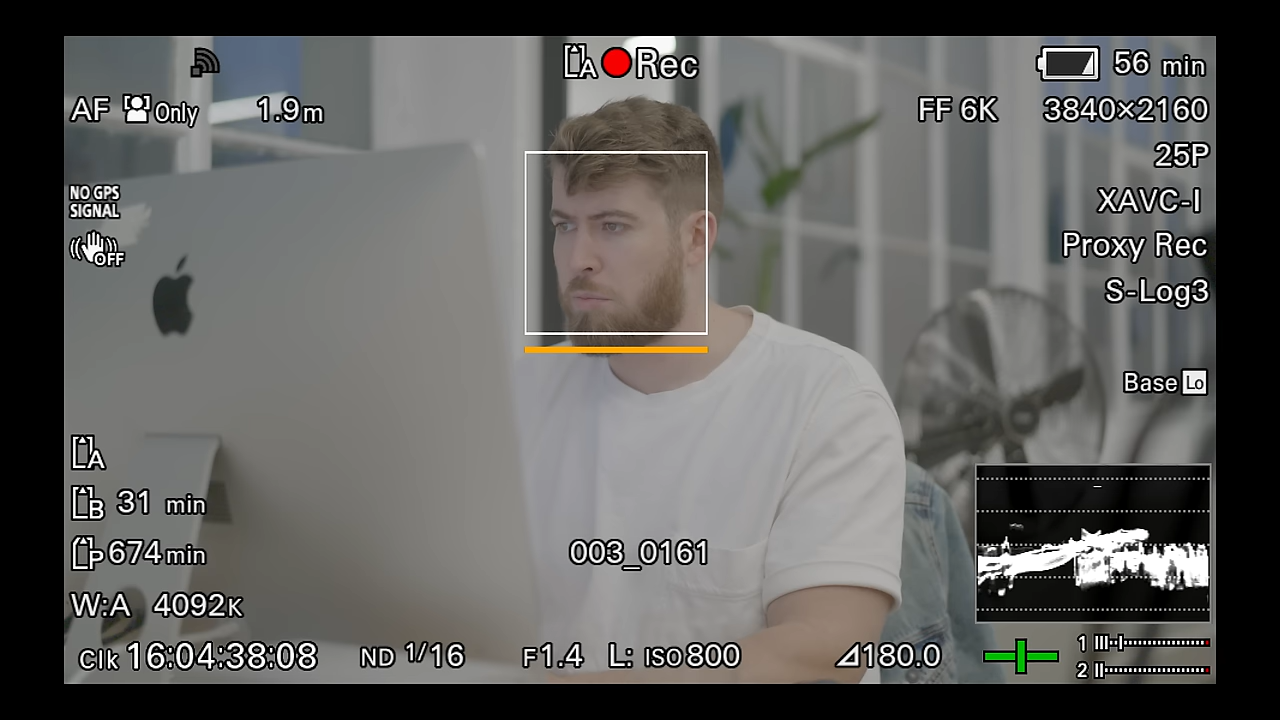 A Rec
56 min
AF Only 1.9m
FF 6K 3840×2160
25P
NO GPS
SIGNAL
XAVC-I
OFF
Proxy Rec
S-Log3
Base Lo
A
B 31 min
P 674 min
003_0161
W:A 4092K
Clk 16:04:38:08 ND 1/16 F1.4 L: ISO800 180.0
1
2